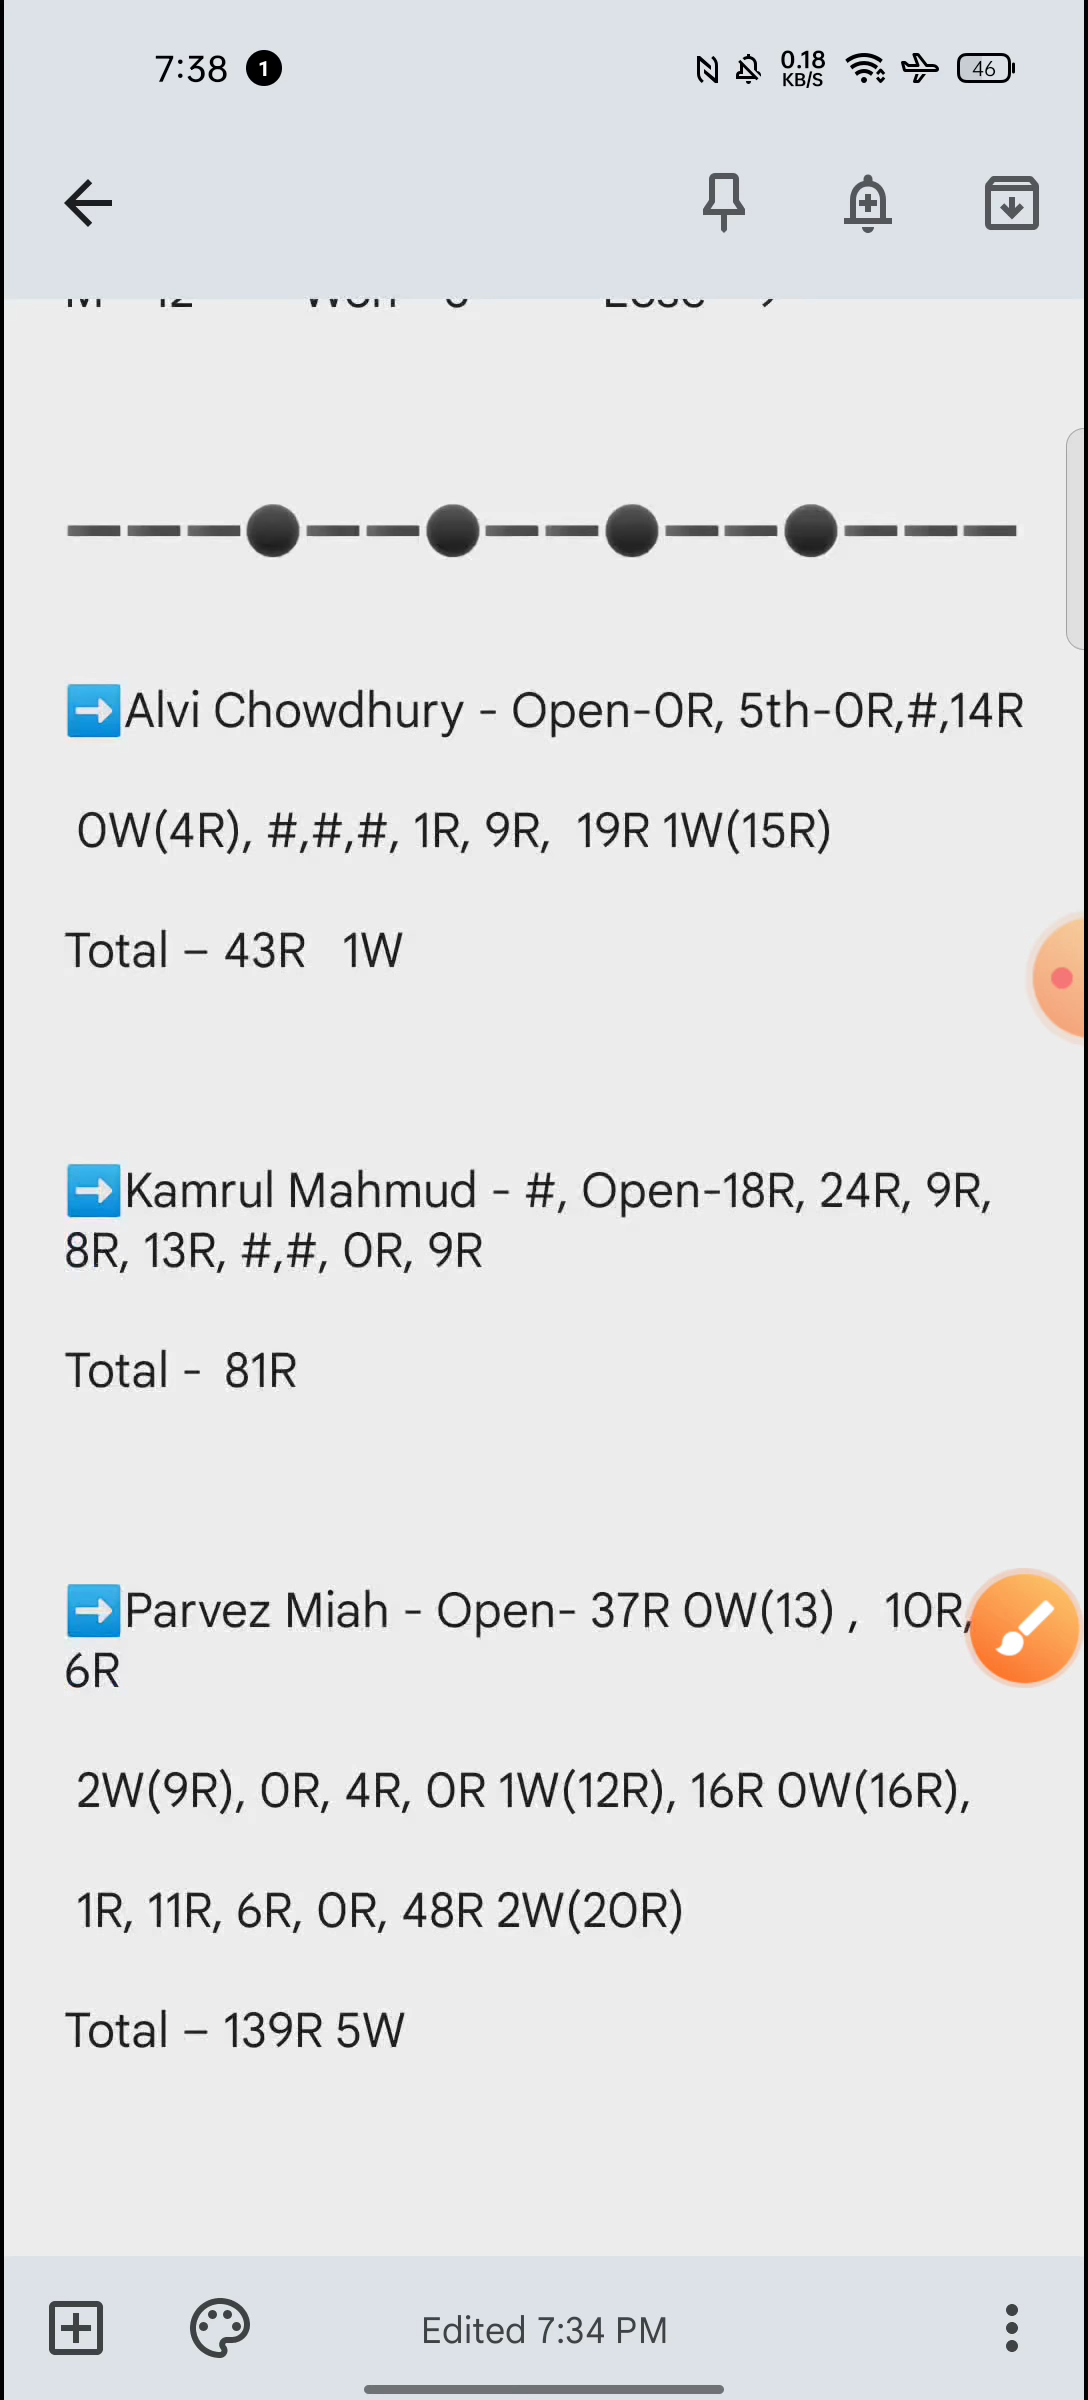 7:38 1 0.18 KB/S 46
➡️Alvi Chowdhury - Open-0R, 5th-0R,#,14R
0W(4R), #,#,#, 1R, 9R, 19R 1W(15R)
Total – 43R 1W
➡️Kamrul Mahmud - #, Open-18R, 24R, 9R,
8R, 13R, #,#, 0R, 9R
Total - 81R
➡️Parvez Miah - Open- 37R 0W(13) , 10R,
6R
2W(9R), 0R, 4R, 0R 1W(12R), 16R 0W(16R),
1R, 11R, 6R, 0R, 48R 2W(20R)
Total – 139R 5W
Edited 7:34 PM